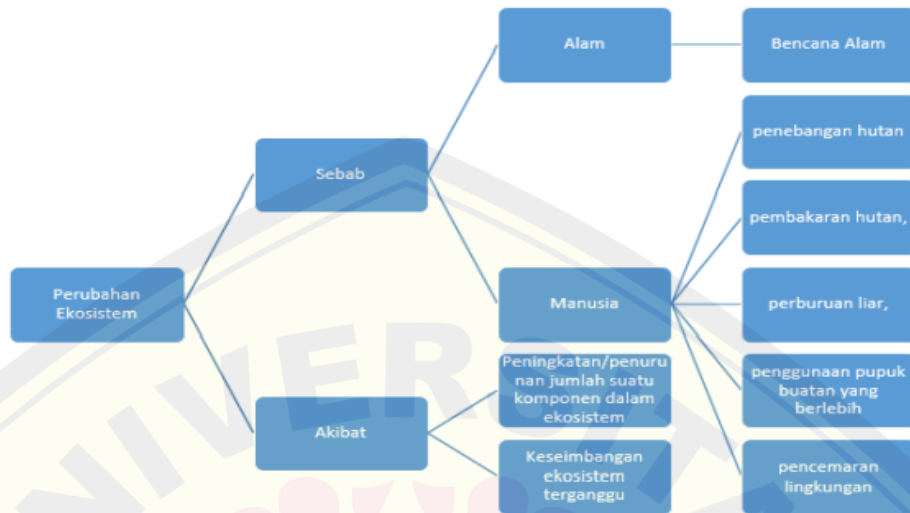 Alam
Bencana Alam
penebangan hutan
Sebab
pembakaran hutan,
Perubahan
Ekosistem
Manusia
perburuan liar,
Peningkatan/penuru
nan jumlah suatu
komponen dalam
ekosistem
penggunaan pupuk
buatan yang
berlebih
Akibat
Keseimbangan
ekosistem
terganggu
pencemaran
lingkungan
UNIVERSIT